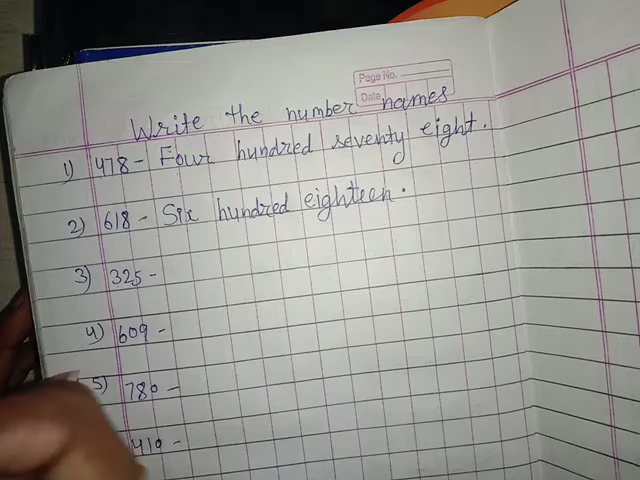 Page No.
Date
Write the number names
1) 478- Four hundred seventy eight.
2) 618 - Six hundred eighteen.
3) 325 -
4) 609 -
5) 780 -
410 -